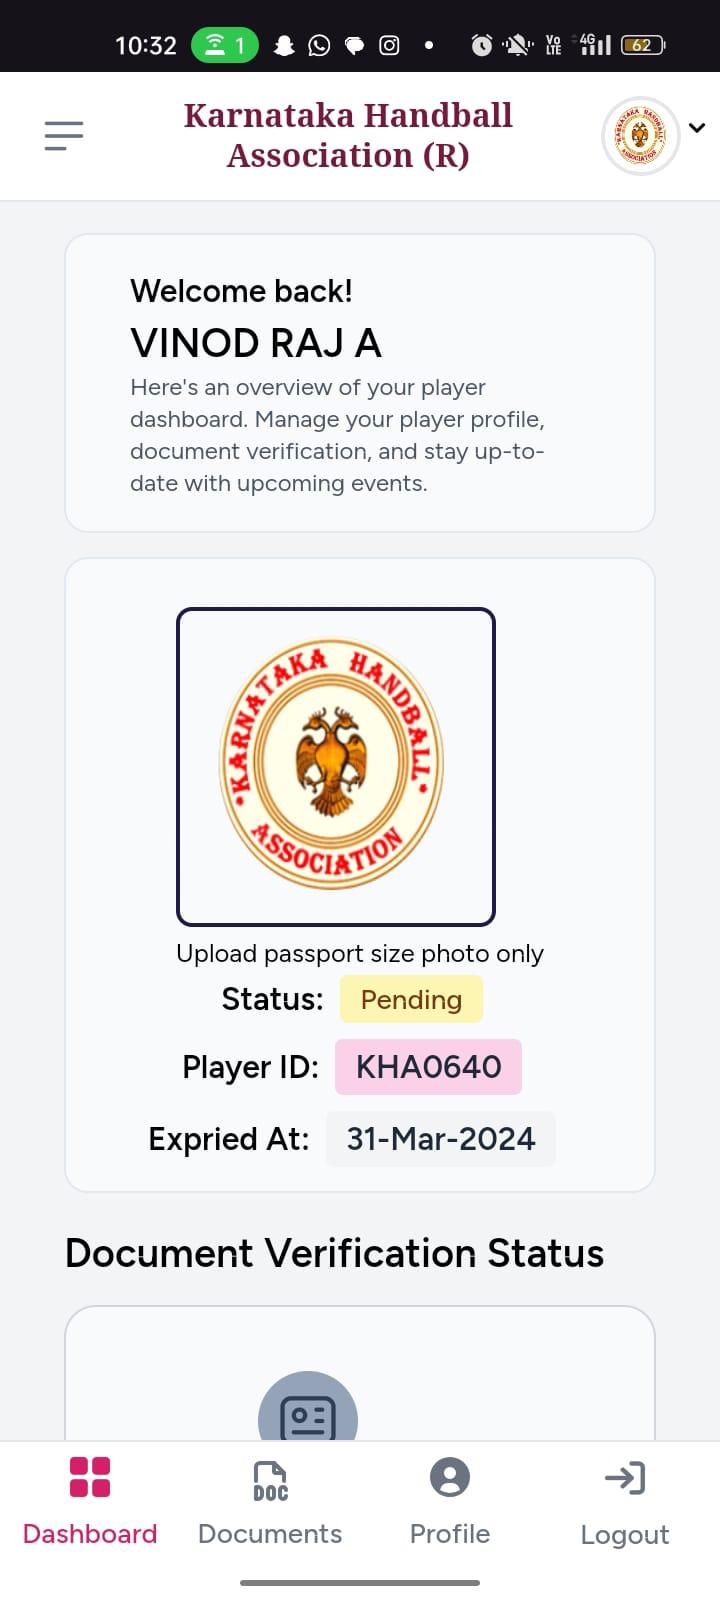 10:32
1
Vo
LTE
4G
62
Karnataka Handball
Association (R)
Welcome back!
VINOD RAJ A
Here's an overview of your player
dashboard. Manage your player profile,
document verification, and stay up-to-
date with upcoming events.
KARNATAKA HANDBALL
ASSOCIATION
Upload passport size photo only
Status: Pending
Player ID: KHA0640
Expried At: 31-Mar-2024
Document Verification Status
DOC
Dashboard Documents Profile Logout